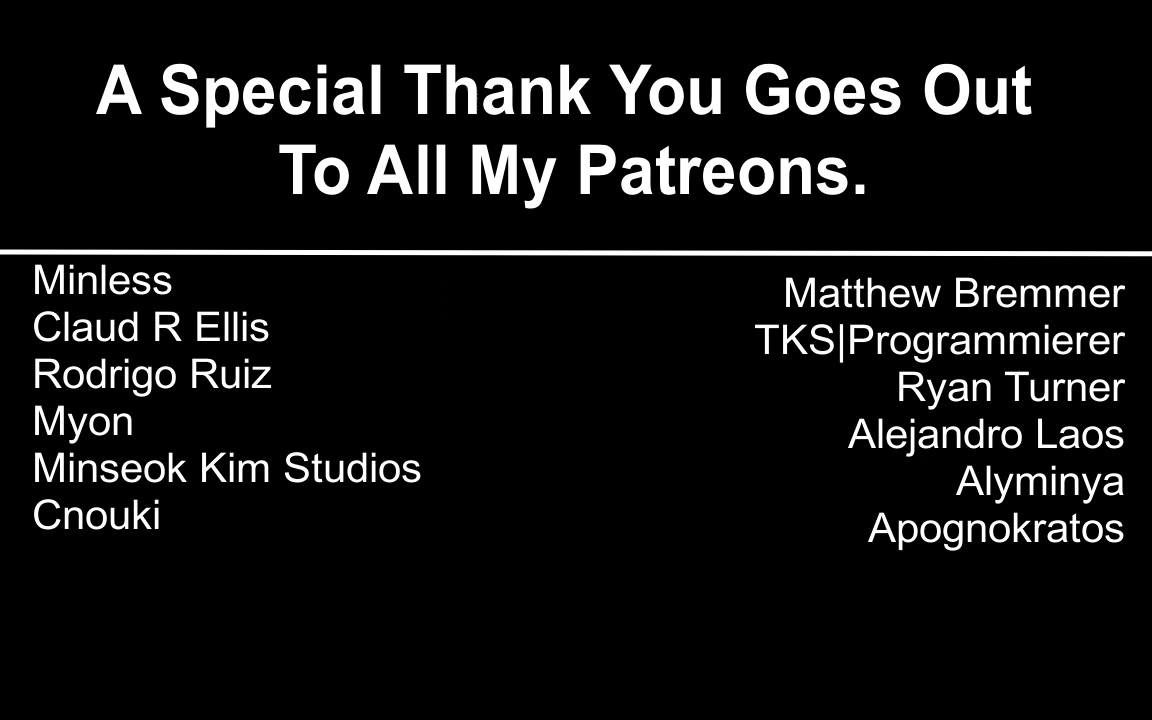 A Special Thank You Goes Out
To All My Patreons.
Minless
Claud R Ellis
Rodrigo Ruiz
Myon
Minseok Kim Studios
Cnouki
Matthew Bremmer
TKS|Programmierer
Ryan Turner
Alejandro Laos
Alyminya
Apognokratos